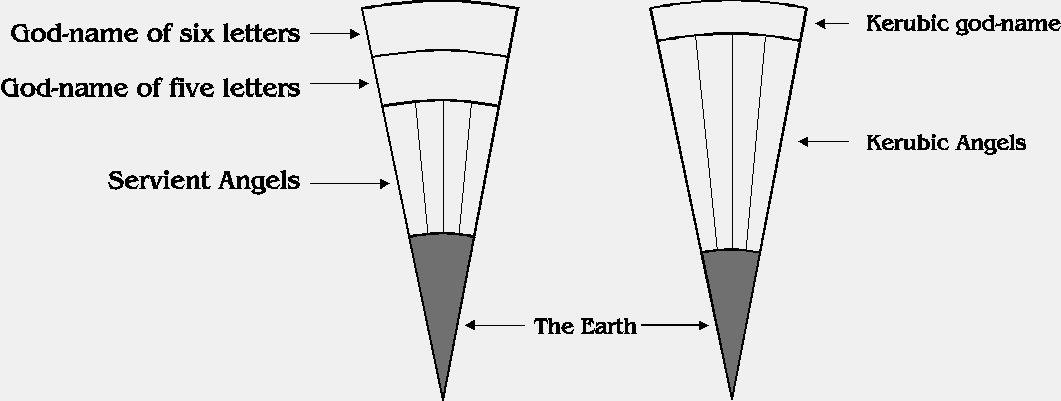 God-name of six letters
God-name of five letters
Servient Angels
Kerubic god-name
Kerubic Angels
The Earth